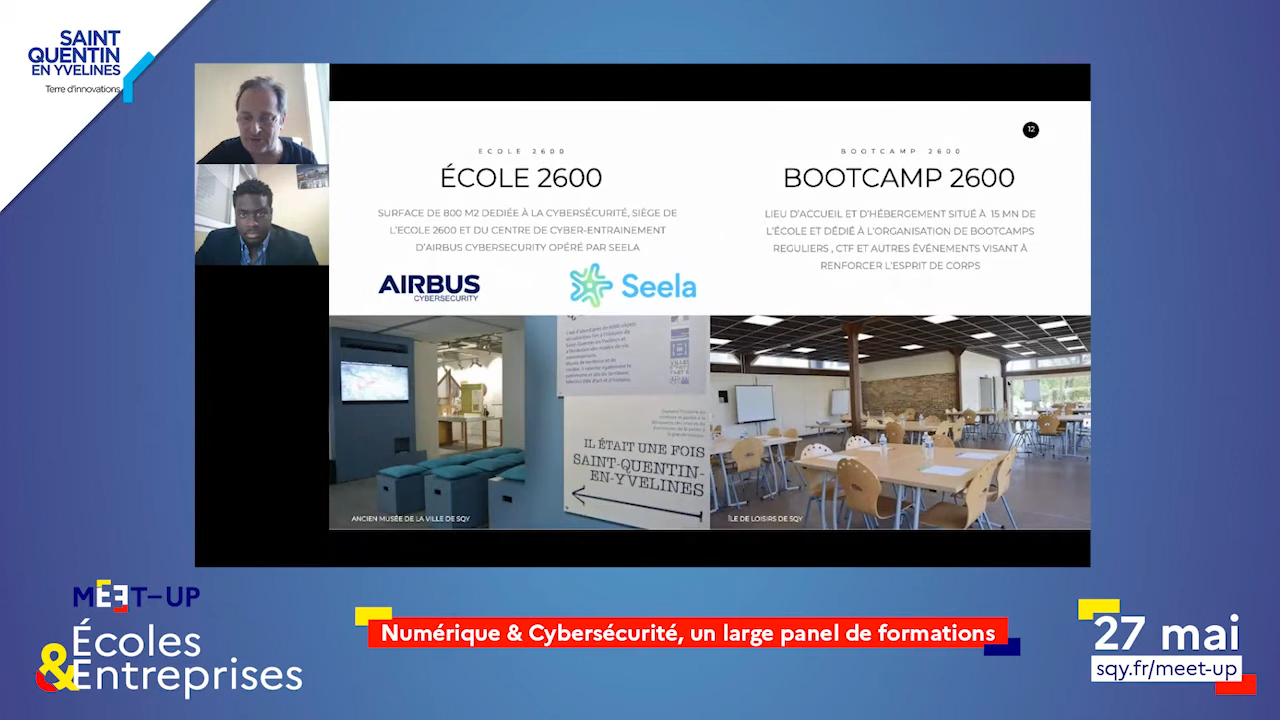 SAINT
QUENTIN
EN YVELINES
Terre d'innovations
12
ECOLE 2600
ÉCOLE 2600
SURFACE DE 800 M2 DEDIÉE À LA CYBERSÉCURITÉ, SIÈGE DE
L'ECOLE 2600 ET DU CENTRE DE CYBER-ENTRAINEMENT
D'AIRBUS CYBERSECURITY OPÉRÉ PAR SEELA
AIRBUS
CYBERSECURITY
Seela
BOOTCAMP 2600
BOOTCAMP 2600
LIEU D'ACCUEIL ET D'HÉBERGEMENT SITUÉ À 15 MN DE
L'ÉCOLE ET DÉDIÉ À L'ORGANISATION DE BOOTCAMPS
REGULIERS , CTF ET AUTRES ÉVÉNEMENTS VISANT À
RENFORCER L'ESPRIT DE CORPS
IL ÉTAIT UNE FOIS
SAINT-QUENTIN-
EN-YVELINES
ANCIEN MUSÉE DE LA VILLE DE SQY
ÎLE DE LOISIRS DE SQY
MEET-UP
Écoles
&Entreprises
Numérique & Cybersécurité, un large panel de formations
27 mai
sqy.fr/meet-up